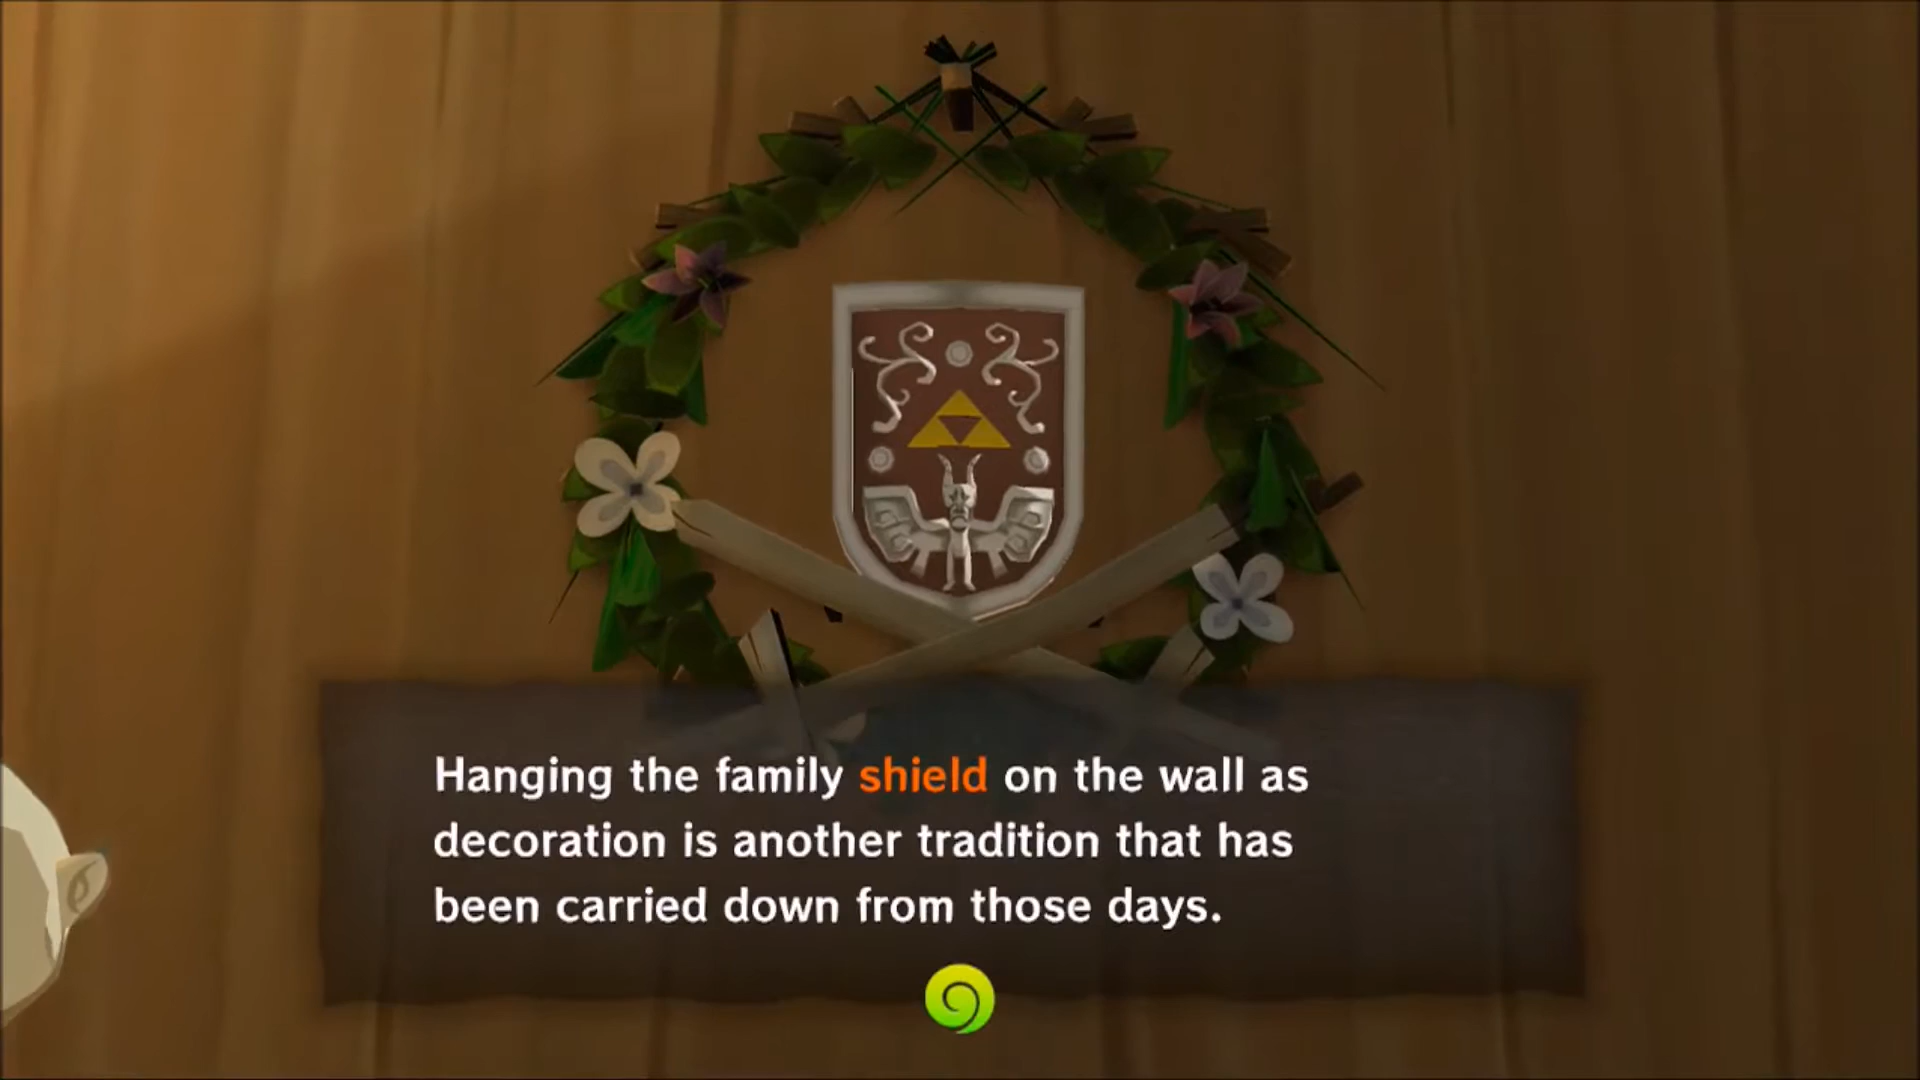 Hanging the family shield on the wall as
decoration is another tradition that has
been carried down from those days.